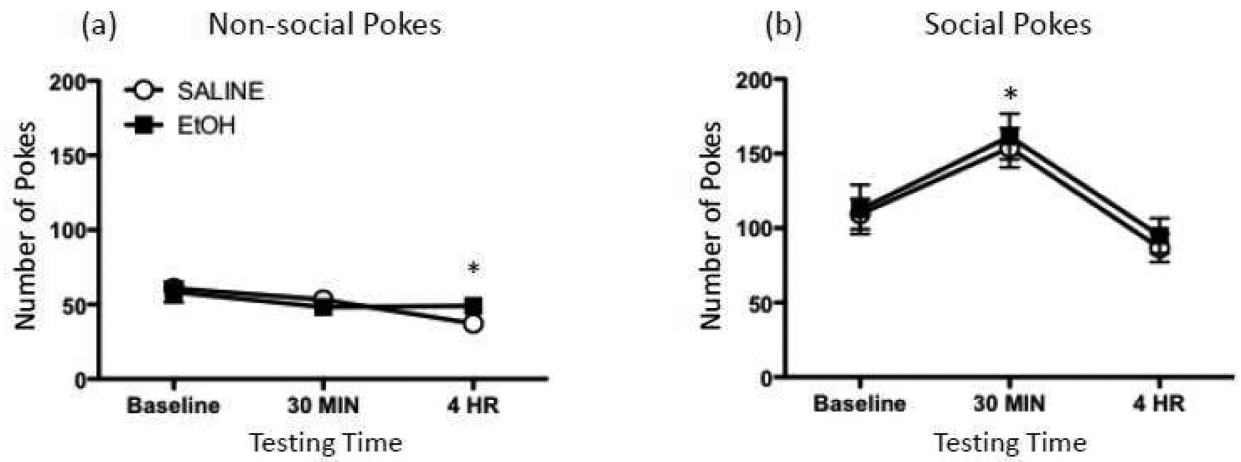 (a) Non-social Pokes
Number of Pokes
200
150
100
50
0
SALINE
EtOH
*
Baseline 30 MIN 4 HR
Testing Time
(b) Social Pokes
Number of Pokes
200
150
100
50
0
*
Baseline 30 MIN 4 HR
Testing Time